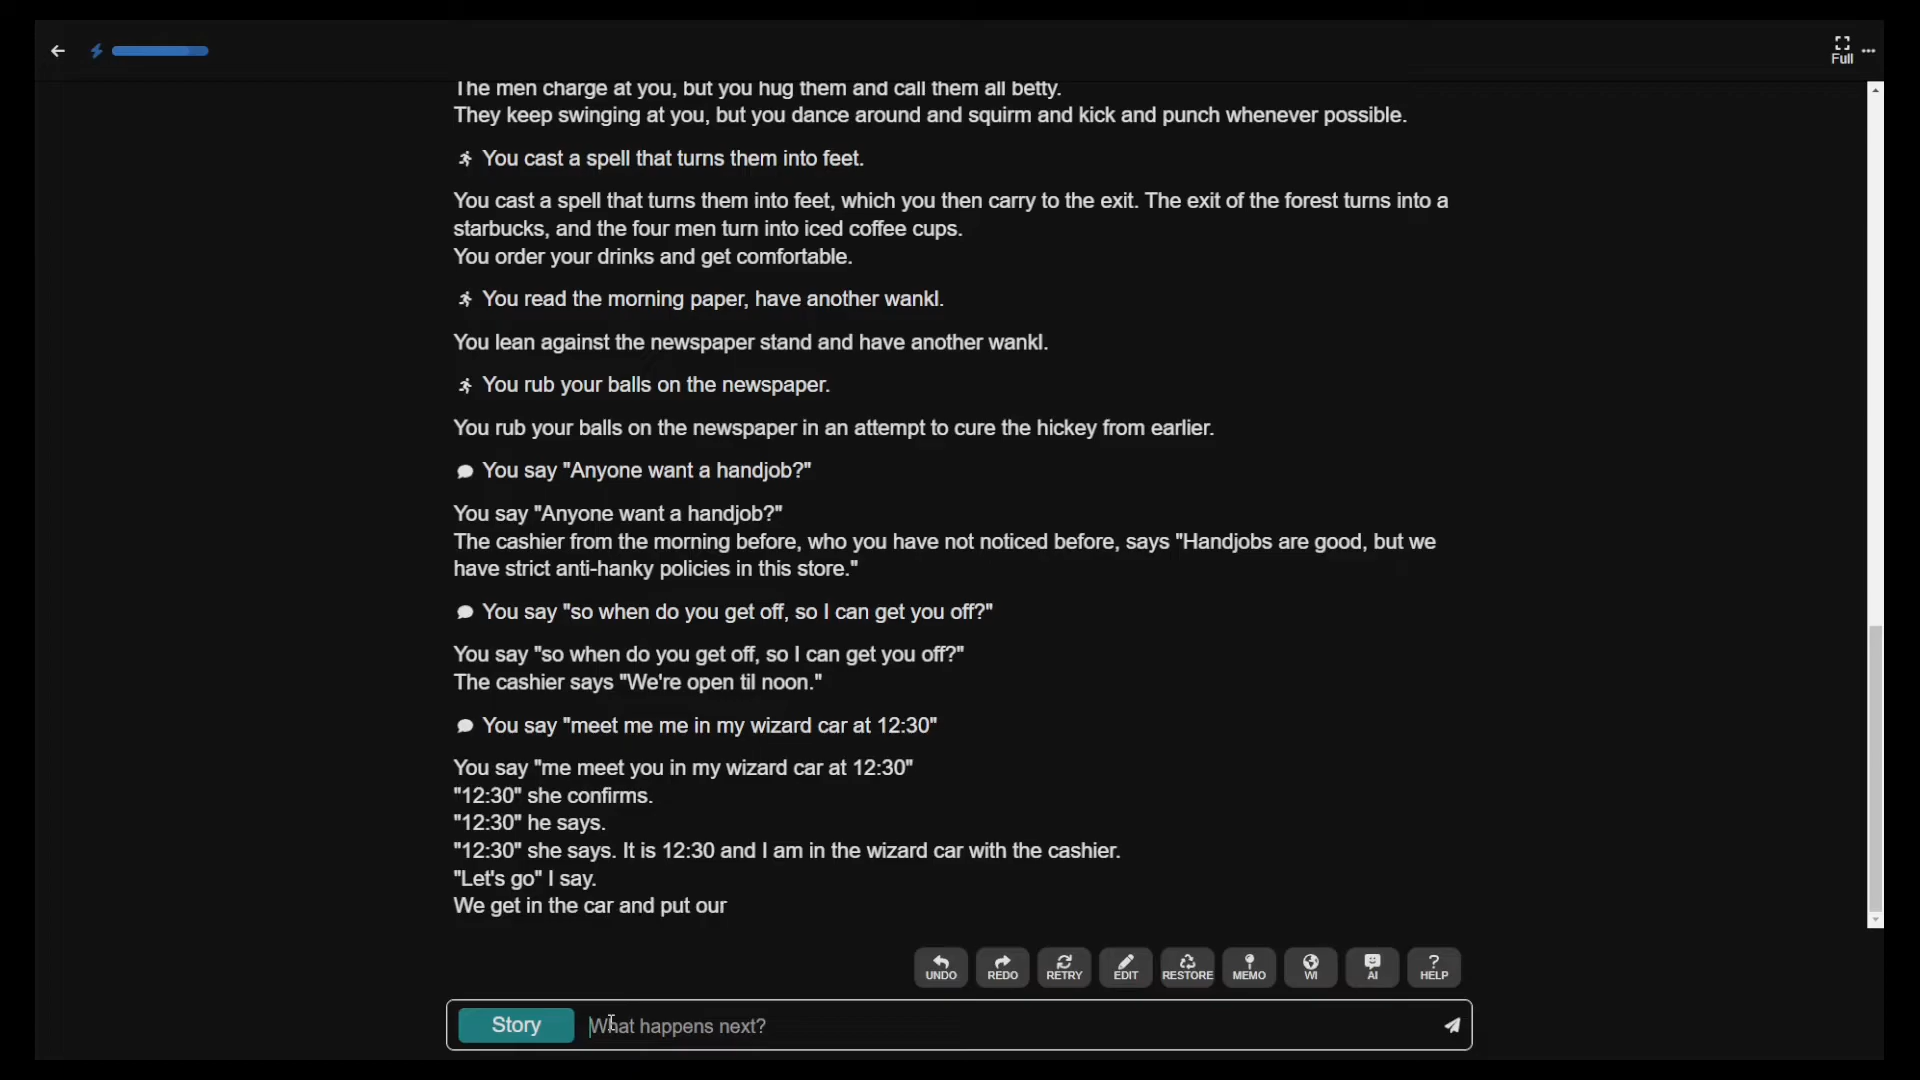 Full
The men charge at you, but you hug them and call them all betty.
They keep swinging at you, but you dance around and squirm and kick and punch whenever possible.
You cast a spell that turns them into feet.
You cast a spell that turns them into feet, which you then carry to the exit. The exit of the forest turns into a
starbucks, and the four men turn into iced coffee cups.
You order your drinks and get comfortable.
You read the morning paper, have another wankl.
You lean against the newspaper stand and have another wankl.
You rub your balls on the newspaper.
You rub your balls on the newspaper in an attempt to cure the hickey from earlier.
You say "Anyone want a handjob?"
You say "Anyone want a handjob?"
The cashier from the morning before, who you have not noticed before, says "Handjobs are good, but we
have strict anti-hanky policies in this store."
You say "so when do you get off, so I can get you off?"
You say "so when do you get off, so I can get you off?"
The cashier says "We're open til noon."
You say "meet me me in my wizard car at 12:30"
You say "me meet you in my wizard car at 12:30"
"12:30" she confirms.
"12:30" he says.
"12:30" she says. It is 12:30 and I am in the wizard car with the cashier.
"Let's go" I say.
We get in the car and put our
UNDO REDO RETRY EDIT RESTORE MEMO WI AI HELP
Story What happens next?